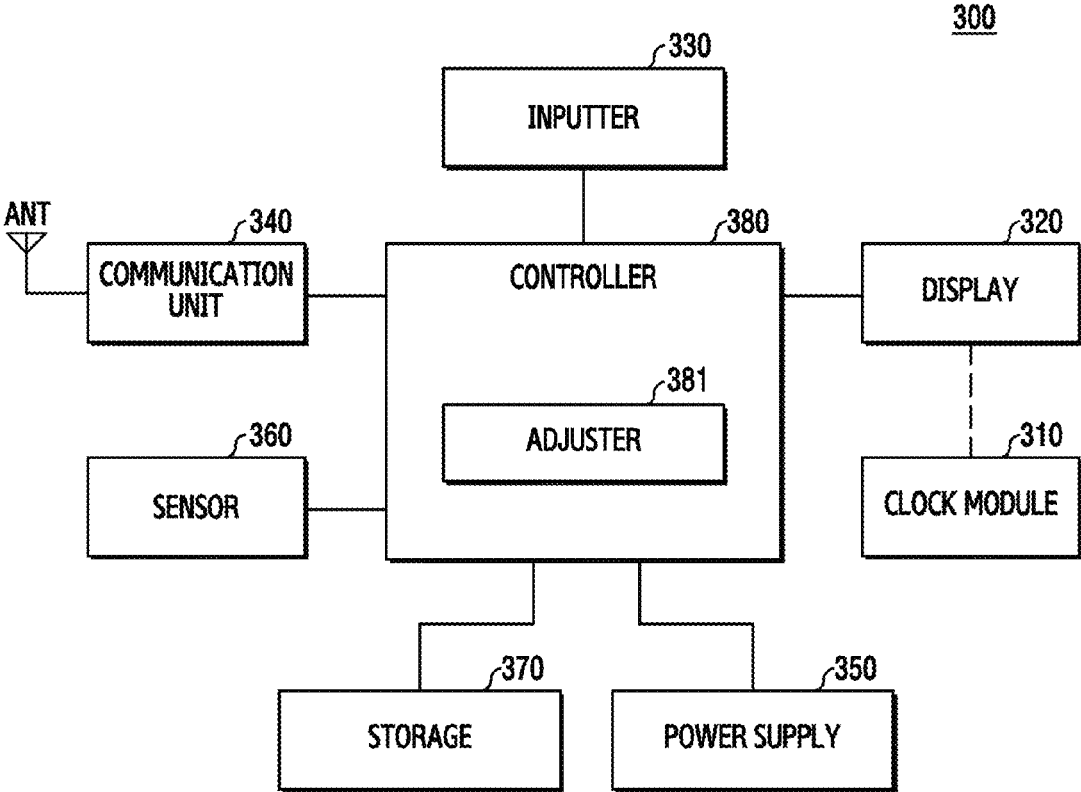 300
330
INPUTTER
ANT
340
COMMUNICATION
UNIT
380
CONTROLLER
320
DISPLAY
381
ADJUSTER
360
SENSOR
310
CLOCK MODULE
370
STORAGE
350
POWER SUPPLY